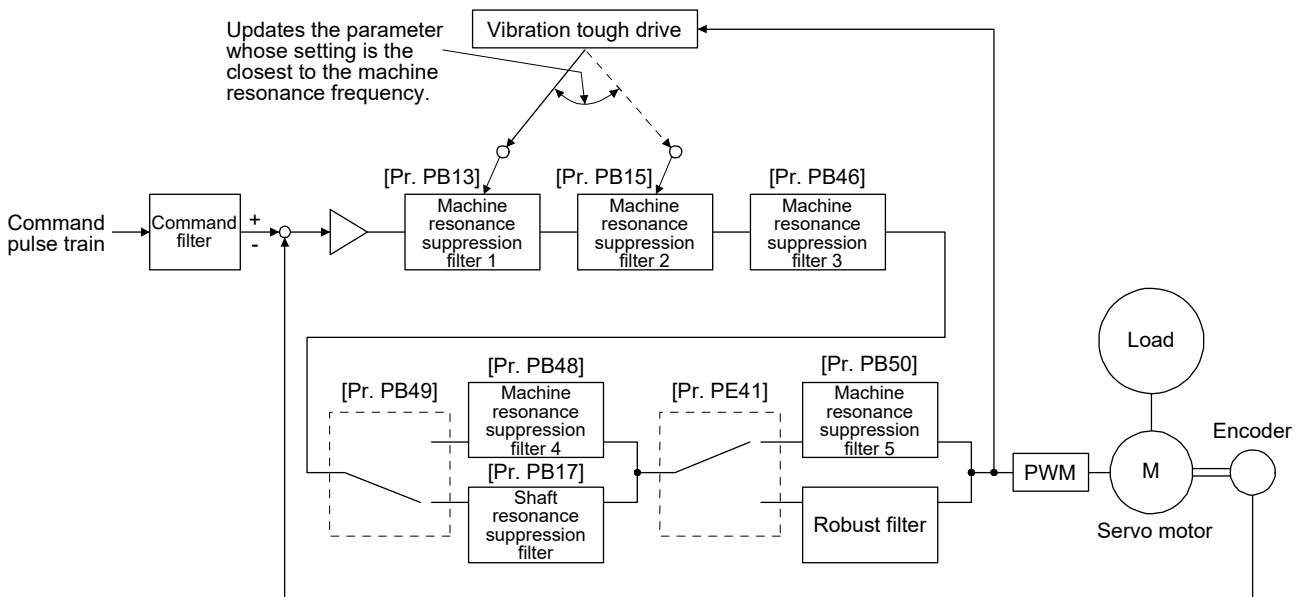 Updates the parameter
whose setting is the
closest to the machine
resonance frequency.
Vibration tough drive
[Pr. PB13]
[Pr. PB15]
[Pr. PB46]
Command
pulse train
Command
filter
+
-
Machine
resonance
suppression
filter 1
Machine
resonance
suppression
filter 2
Machine
resonance
suppression
filter 3
Load
[Pr. PB49]
[Pr. PB48]
Machine
resonance
suppression
filter 4
[Pr. PB17]
Shaft
resonance
suppression
filter
[Pr. PE41]
[Pr. PB50]
Machine
resonance
suppression
filter 5
Robust filter
PWM
M
Servo motor
Encoder